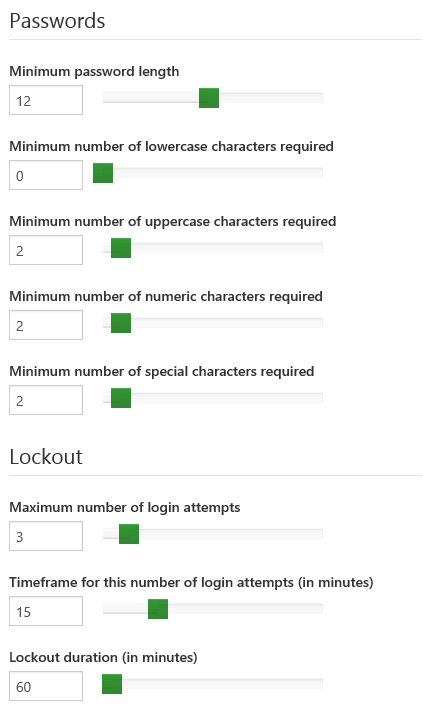 Passwords
Minimum password length
12
Minimum number of lowercase characters required
0
Minimum number of uppercase characters required
2
Minimum number of numeric characters required
2
Minimum number of special characters required
2
Lockout
Maximum number of login attempts
3
Timeframe for this number of login attempts (in minutes)
15
Lockout duration (in minutes)
60